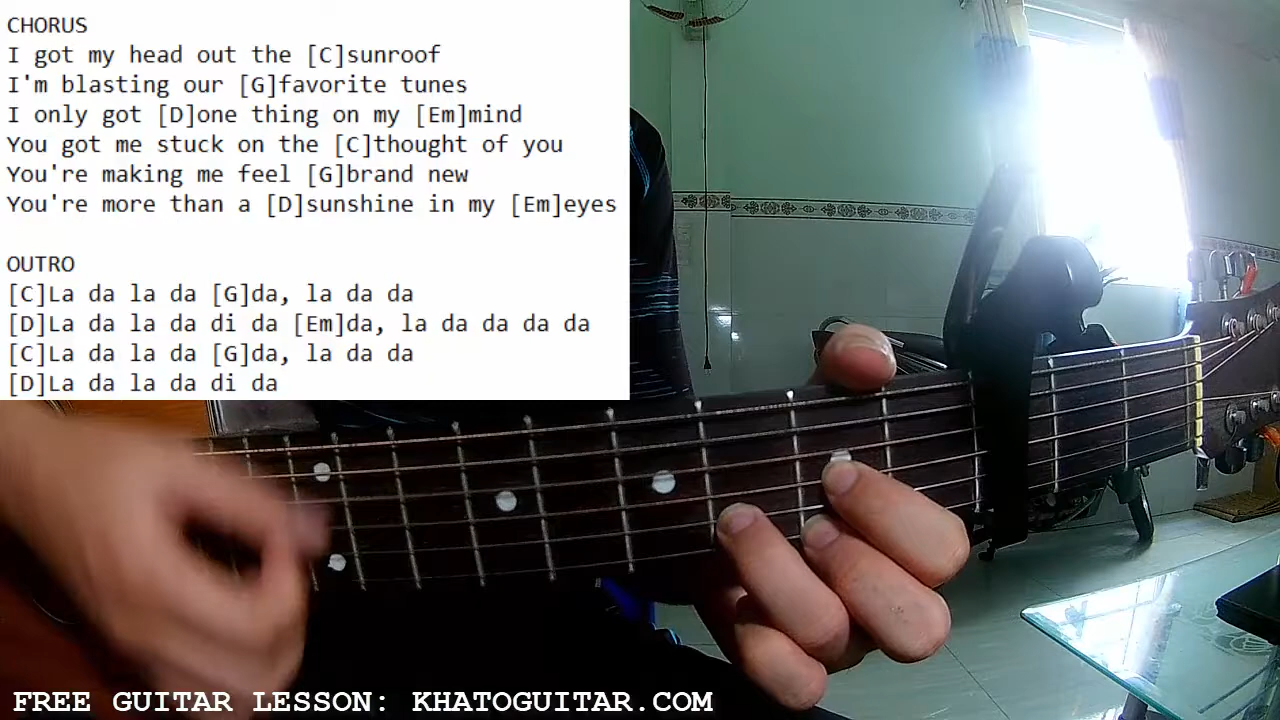 CHORUS
I got my head out the [C]sunroof
I'm blasting our [G]favorite tunes
I only got [D]one thing on my [Em]mind
You got me stuck on the [C]thought of you
You're making me feel [G]brand new
You're more than a [D]sunshine in my [Em]eyes
OUTRO
[C]La da la da [G]da, la da da
[D]La da la da di da [Em]da, la da da da da
[C]La da la da [G]da, la da da
[D]La da la da di da
FREE GUITAR LESSON: KHATOGUITAR.COM